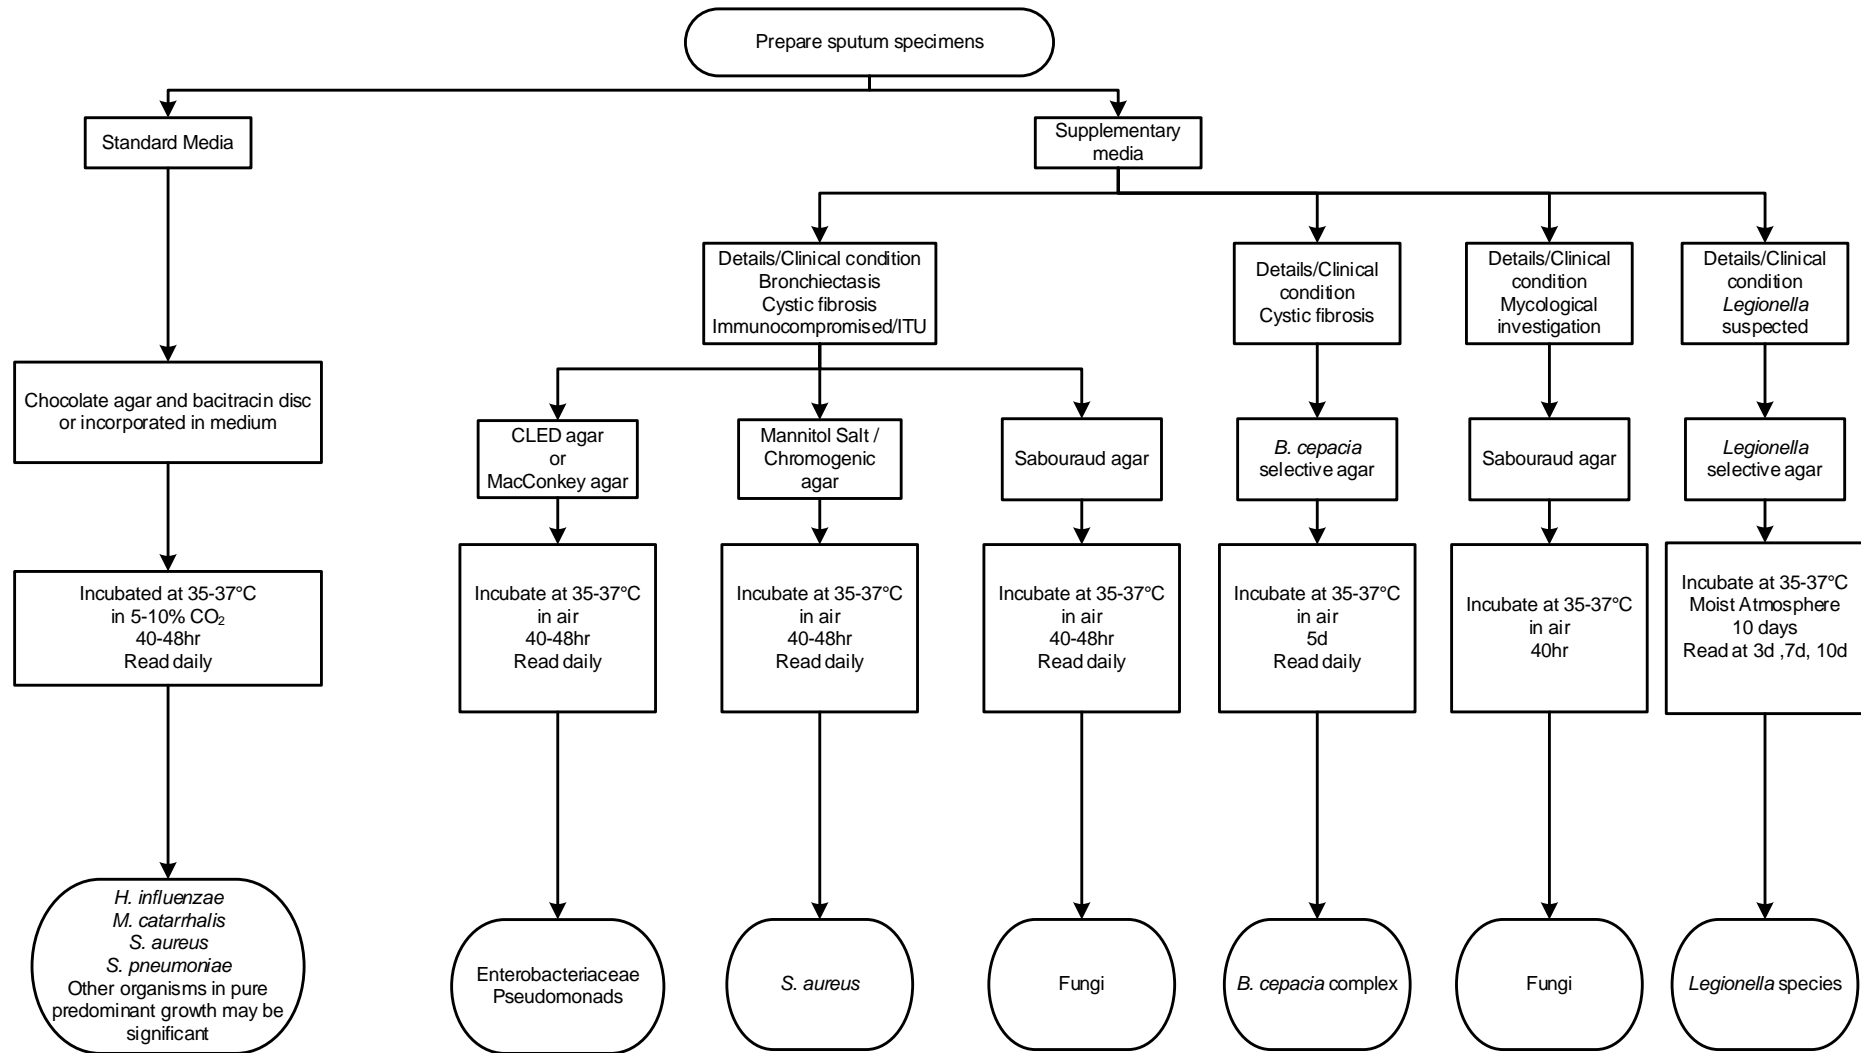 Prepare sputum specimens
Standard Media
Supplementary
media
Details/Clinical condition
Bronchiectasis
Cystic fibrosis
Immunocompromised/ITU
Details/Clinical
condition
Cystic fibrosis
Details/Clinical
condition
Mycological
investigation
Details/Clinical
condition
Legionella
suspected
Chocolate agar and bacitracin disc
or incorporated in medium
CLED agar
or
MacConkey agar
Mannitol Salt /
Chromogenic
agar
Sabouraud agar
B. cepacia
selective agar
Sabouraud agar
Legionella
selective agar
Incubated at 35-37°C
in 5-10% CO₂
40-48hr
Read daily
Incubate at 35-37°C
in air
40-48hr
Read daily
Incubate at 35-37°C
in air
40-48hr
Read daily
Incubate at 35-37°C
in air
40-48hr
Read daily
Incubate at 35-37°C
in air
5d
Read daily
Incubate at 35-37°C
in air
40hr
Incubate at 35-37°C
Moist Atmosphere
10 days
Read at 3d ,7d, 10d
H. influenzae
M. catarrhalis
S. aureus
S. pneumoniae
Other organisms in pure
predominant growth may be
significant
Enterobacteriaceae
Pseudomonads
S. aureus
Fungi
B. cepacia complex
Fungi
Legionella species